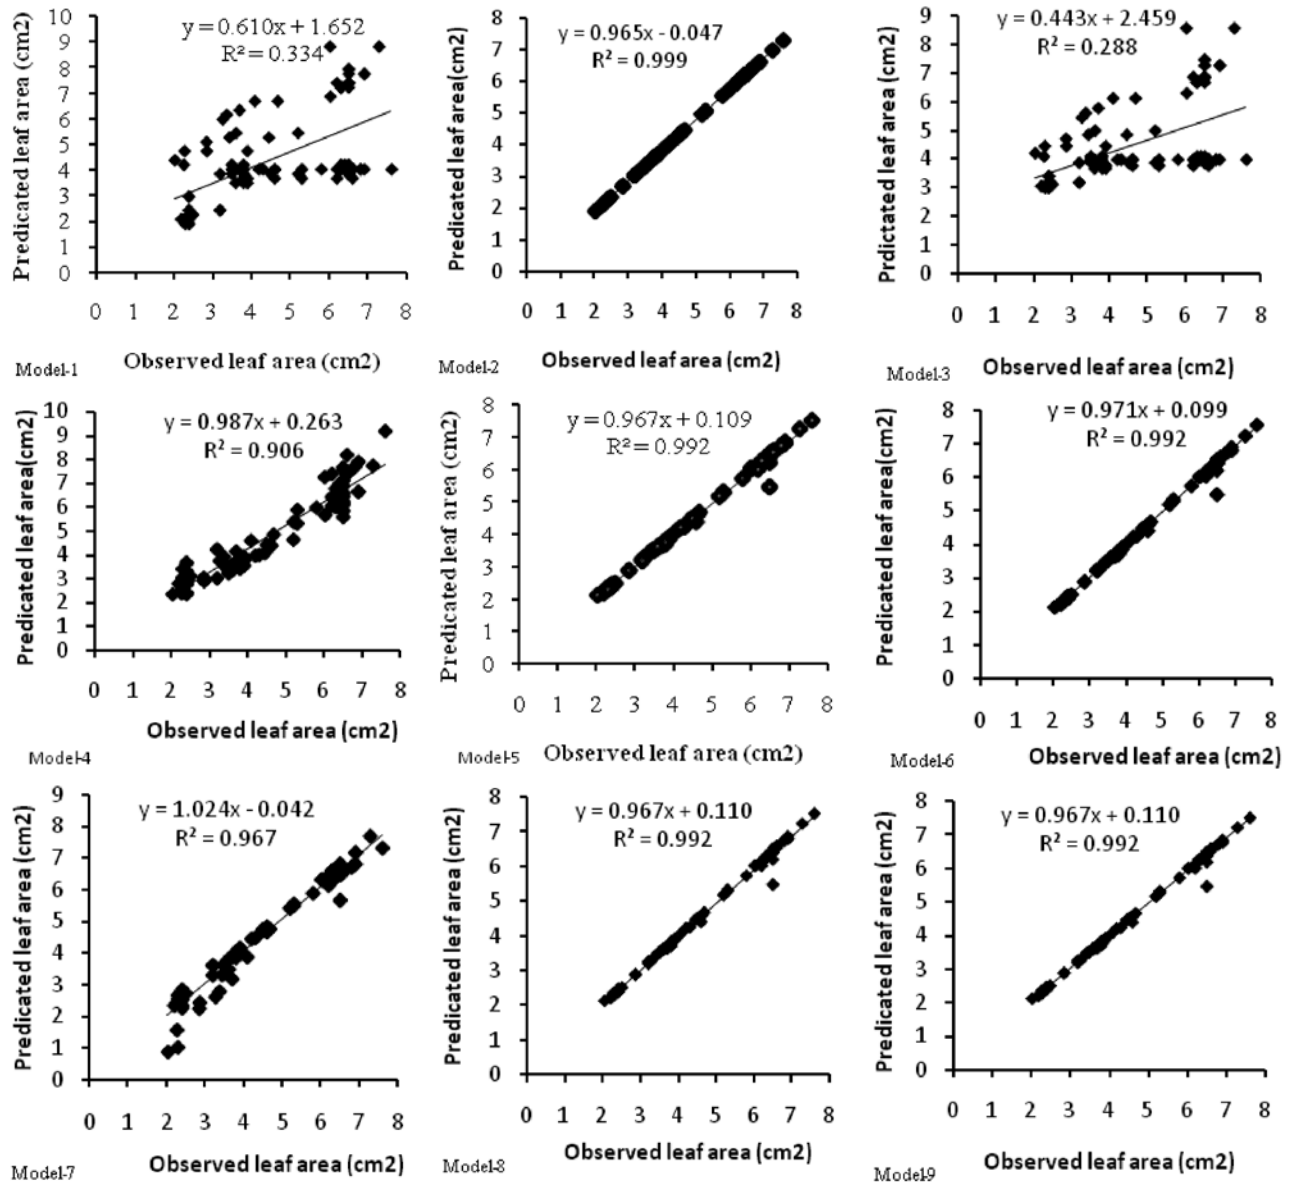 10
9
8
7
6
5
4
3
2
1
0
Predicated leaf area (cm2)
y = 0.610x + 1.652
R² = 0.334
0 1 2 3 4 5 6 7 8
Observed leaf area (cm2)
Model-1
8
7
6
5
4
3
2
1
0
Predicated leaf area(cm2)
y = 0.965x - 0.047
R² = 0.999
0 1 2 3 4 5 6 7 8
Observed leaf area (cm2)
Model-2
9
8
7
6
5
4
3
2
1
0
Prdictated leaf area (cm2)
y = 0.443x + 2.459
R² = 0.288
0 1 2 3 4 5 6 7 8
Observed leaf area (cm2)
Model-3
10
9
8
7
6
5
4
3
2
1
0
Predicated leaf area(cm2)
y = 0.987x + 0.263
R² = 0.906
0 1 2 3 4 5 6 7 8
Observed leaf area (cm2)
Model-4
8
7
6
5
4
3
2
1
0
Predicated leaf area (cm2)
y = 0.967x + 0.109
R² = 0.992
0 1 2 3 4 5 6 7 8
Observed leaf area (cm2)
Model-5
8
7
6
5
4
3
2
1
0
Predicated leaf area (cm2)
y = 0.971x + 0.099
R² = 0.992
0 1 2 3 4 5 6 7 8
Observed leaf area (cm2)
Model-6
9
8
7
6
5
4
3
2
1
0
Predicated leaf area (cm2)
y = 1.024x - 0.042
R² = 0.967
0 1 2 3 4 5 6 7 8
Observed leaf area (cm2)
Model-7
8
7
6
5
4
3
2
1
0
Predicated leaf area (cm2)
y = 0.967x + 0.110
R² = 0.992
0 1 2 3 4 5 6 7 8
Observed leaf area (cm2)
Model-8
8
7
6
5
4
3
2
1
0
Predicated leaf area (cm2)
y = 0.967x + 0.110
R² = 0.992
0 1 2 3 4 5 6 7 8
Observed leaf area (cm2)
Model-9